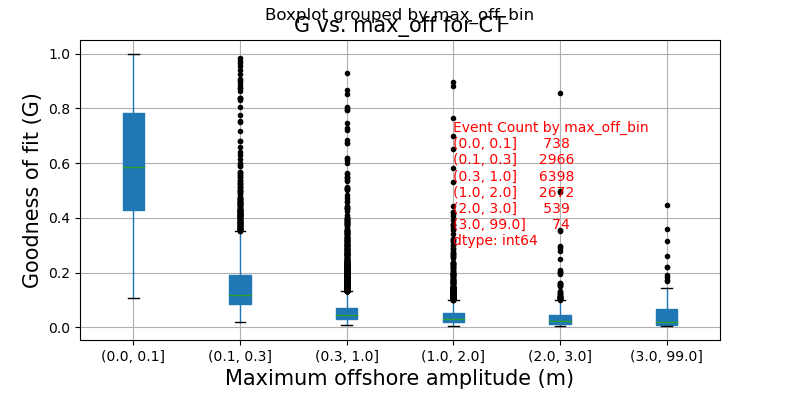 Boxplot grouped by max_off_bin
G vs. max_off for CT
Goodness of fit (G)
1.0
0.8
0.6
0.4
0.2
0.0
Event Count by max_off_bin
(0.0, 0.1] 738
(0.1, 0.3] 2966
(0.3, 1.0] 6398
(1.0, 2.0] 2672
(2.0, 3.0] 539
(3.0, 99.0] 74
dtype: int64
(0.0, 0.1] (0.1, 0.3] (0.3, 1.0] (1.0, 2.0] (2.0, 3.0] (3.0, 99.0]
Maximum offshore amplitude (m)